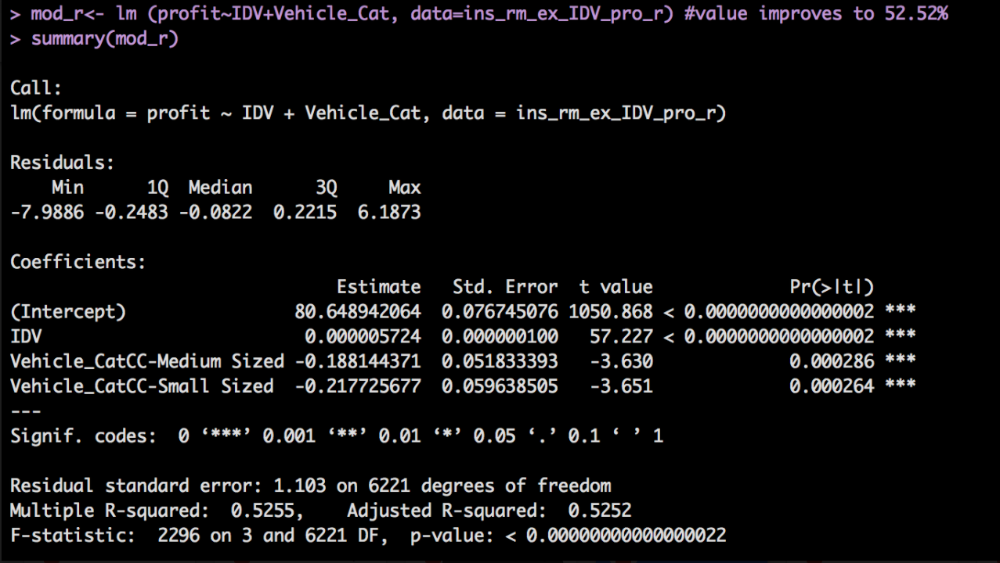 > mod_r<- lm (profit~IDV+Vehicle_Cat, data=ins_rm_ex_IDV_pro_r) #value improves to 52.52%
> summary(mod_r)
Call:
lm(formula = profit ~ IDV + Vehicle_Cat, data = ins_rm_ex_IDV_pro_r)
Residuals:
    Min      1Q  Median      3Q     Max
-7.9886 -0.2483 -0.0822  0.2215  6.1873
Coefficients:
                               Estimate   Std. Error  t value             Pr(>|t|)
(Intercept)                80.648942064  0.076745076 1050.868 < 0.0000000000000002 ***
IDV                         0.000005724  0.000000100   57.227 < 0.0000000000000002 ***
Vehicle_CatCC-Medium Sized -0.188144371  0.051833393   -3.630             0.000286 ***
Vehicle_CatCC-Small Sized  -0.217725677  0.059638505   -3.651             0.000264 ***
---
Signif. codes:  0 ‘***’ 0.001 ‘**’ 0.01 ‘*’ 0.05 ‘.’ 0.1 ‘ ’ 1
Residual standard error: 1.103 on 6221 degrees of freedom
Multiple R-squared:  0.5255,    Adjusted R-squared:  0.5252
F-statistic:  2296 on 3 and 6221 DF,  p-value: < 0.00000000000000022